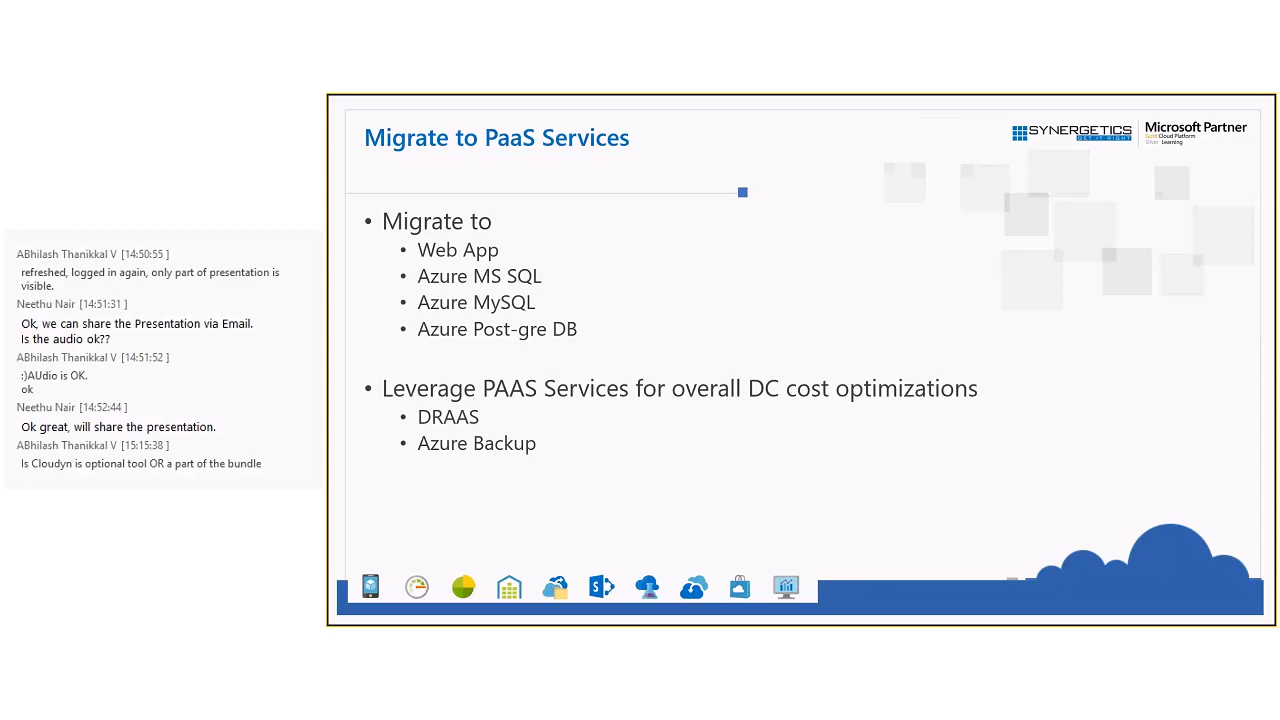 ABhilash Thanikkal V [14:50:55 ]
refreshed, logged in again, only part of presentation is
visible.
Neethu Nair [14:51:31 ]
Ok, we can share the Presentation via Email.
Is the audio ok??
ABhilash Thanikkal V [14:51:52 ]
:)AUdio is OK.
ok
Neethu Nair [14:52:44 ]
Ok great, will share the presentation.
ABhilash Thanikkal V [15:15:38 ]
Is Cloudyn is optional tool OR a part of the bundle
Migrate to PaaS Services
SYNERGETICS
GET IT RIGHT
Microsoft Partner
Gold Cloud Platform
Silver Learning
• Migrate to
• Web App
• Azure MS SQL
• Azure MySQL
• Azure Post-gre DB
• Leverage PAAS Services for overall DC cost optimizations
• DRAAS
• Azure Backup